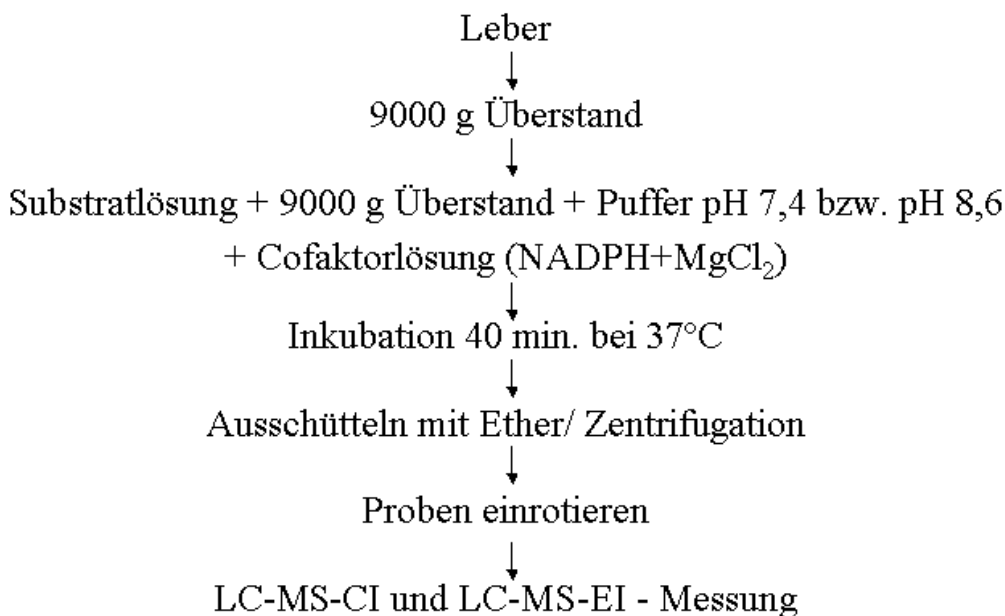 Leber
9000 g Überstand
Substratlösung + 9000 g Überstand + Puffer pH 7,4 bzw. pH 8,6
+ Cofaktorlösung (NADPH+MgCl₂)
Inkubation 40 min. bei 37°C
Ausschütteln mit Ether/ Zentrifugation
Proben einrotieren
LC-MS-CI und LC-MS-EI - Messung